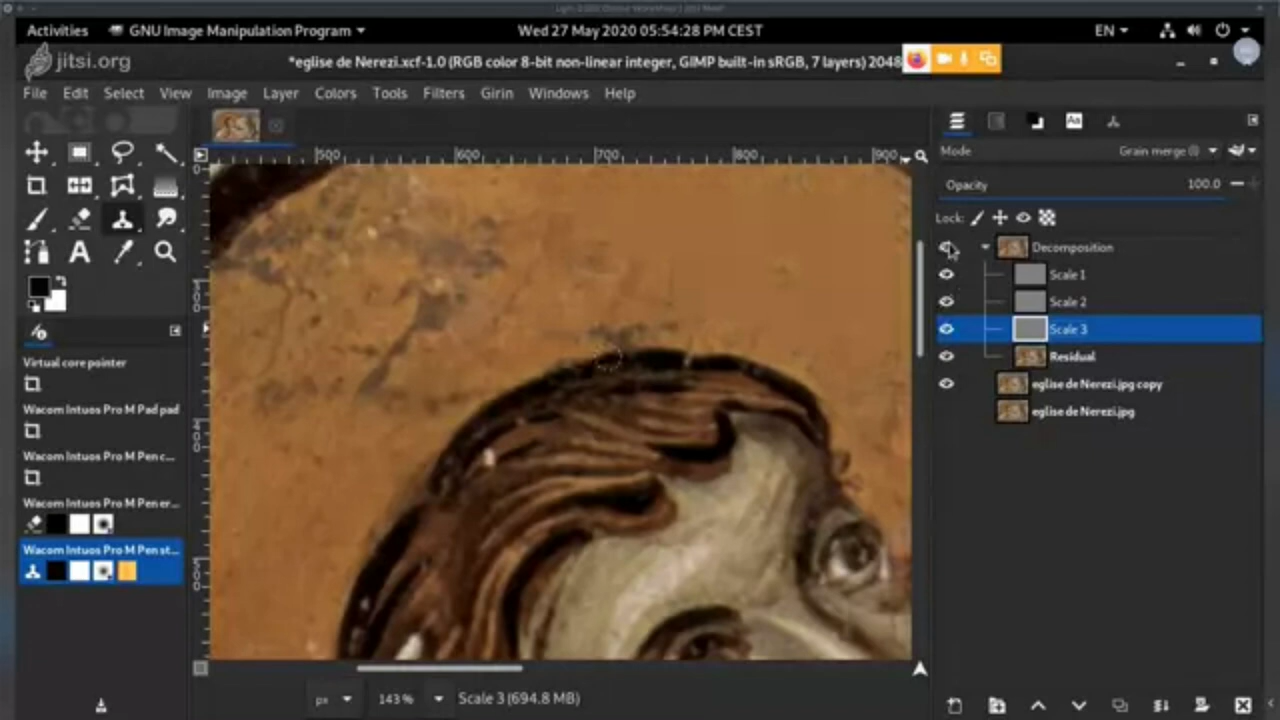 Activities GNU Image Manipulation Program Wed 27 May 2020 05:54:28 PM CEST EN
jitsi.org *eglise de Nerezi.xcf-1.0 (RGB color 8-bit non-linear integer, GIMP built-in sRGB, 7 layers) 2048
File Edit Select View Image Layer Colors Tools Filters Girin Windows Help
500 600 700 800 900
Mode Grain merge (l)
Opacity 100.0
Lock:
Decomposition
Scale 1
Scale 2
Scale 3
Residual
eglise de Nerezi.jpg copy
eglise de Nerezi.jpg
Virtual core pointer
Wacom Intuos Pro M Pad pad
Wacom Intuos Pro M Pen c...
Wacom Intuos Pro M Pen er...
Wacom Intuos Pro M Pen st...
px 143 % Scale 3 (694.8 MB)